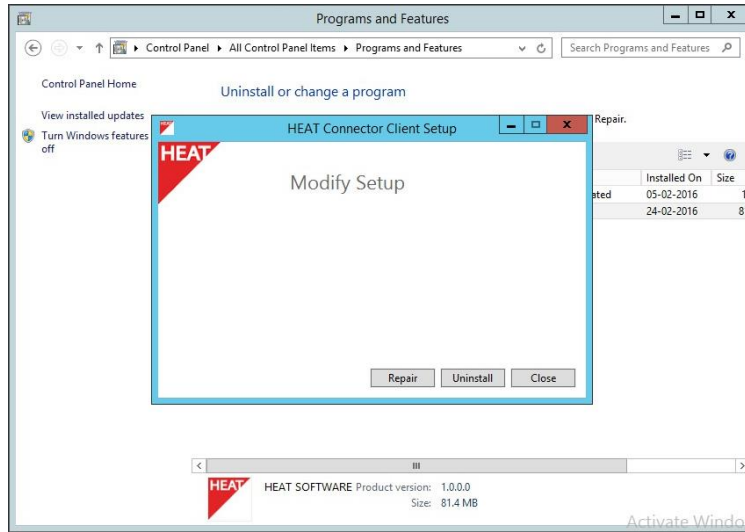 Programs and Features
Control Panel ▸ All Control Panel Items ▸ Programs and Features
Search Programs and Features
Control Panel Home
View installed updates
Turn Windows features
off
Uninstall or change a program
Repair.
Installed On Size
ated 05-02-2016 1
24-02-2016 8
HEAT Connector Client Setup
HEAT
Modify Setup
Repair Uninstall Close
HEAT
HEAT SOFTWARE Product version: 1.0.0.0
Size: 81.4 MB
Activate Windo